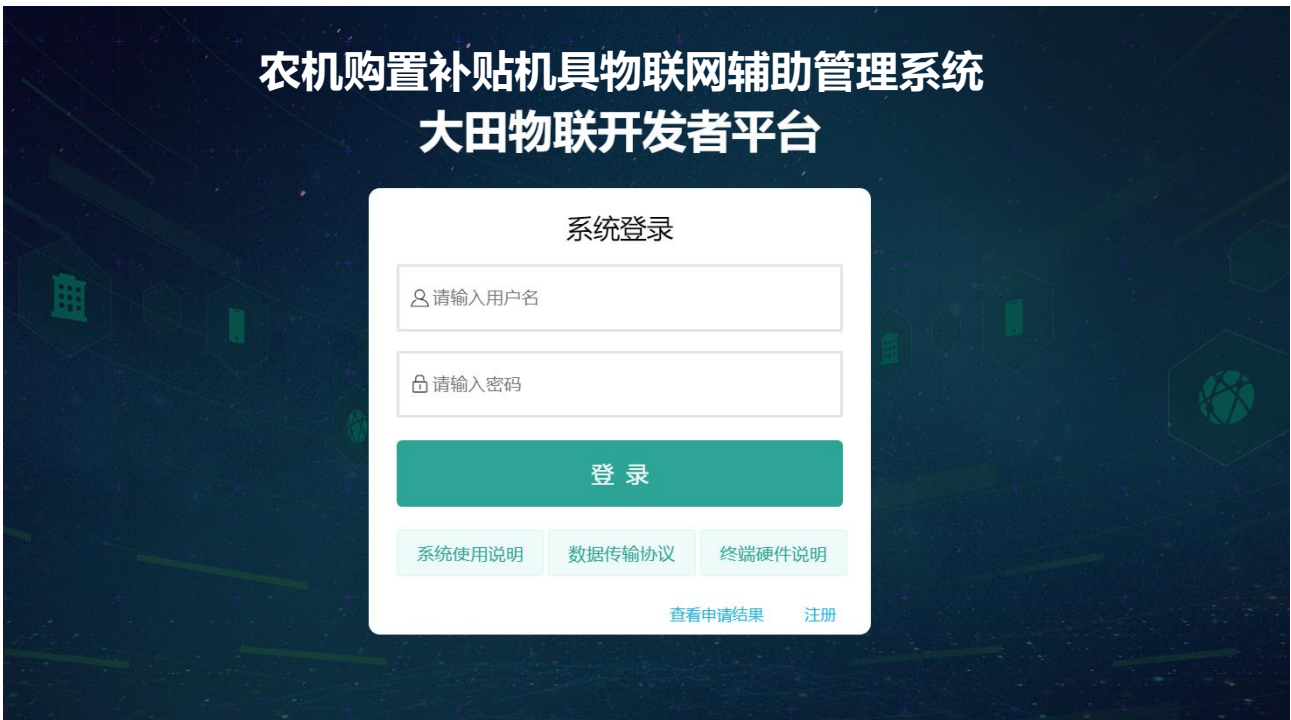 农机购置补贴机具物联网辅助管理系统
大田物联开发者平台
系统登录
请输入用户名
请输入密码
登 录
系统使用说明 数据传输协议 终端硬件说明
查看申请结果 注册